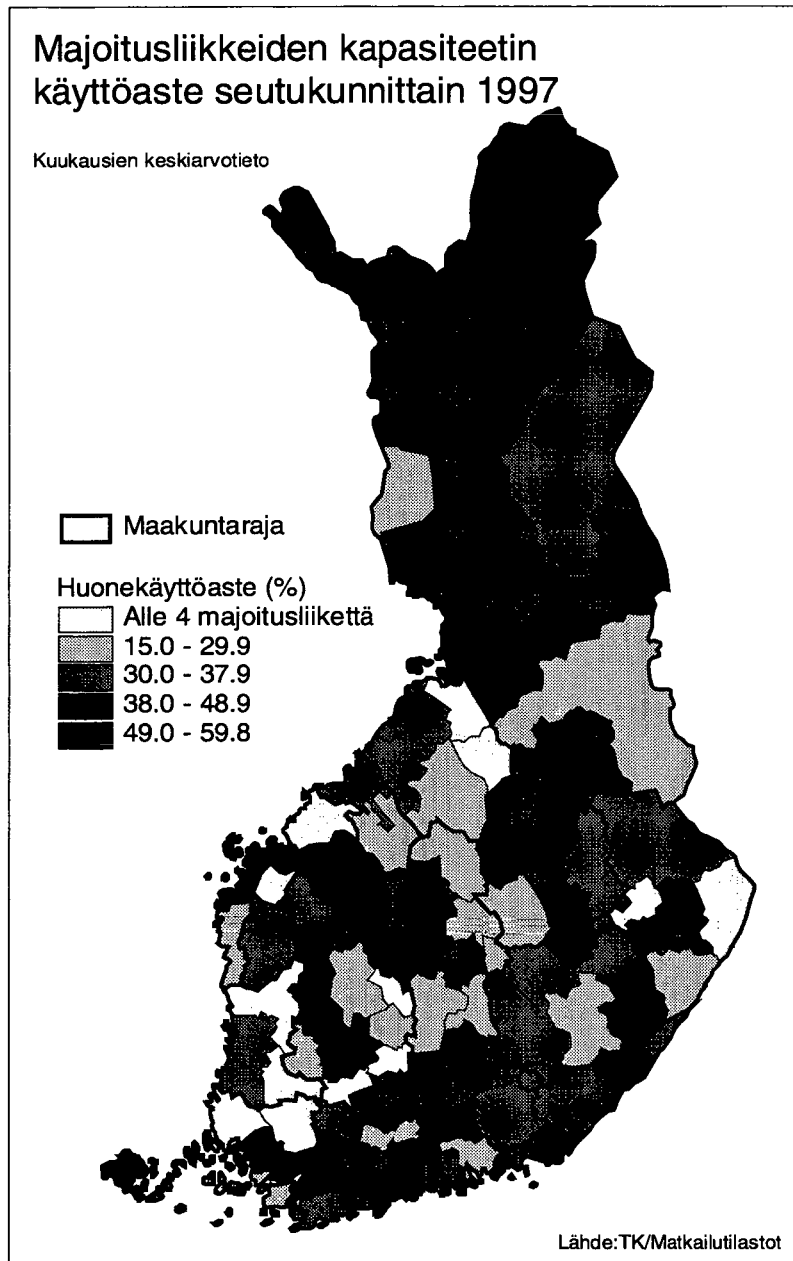 Majoitusliikkeiden kapasiteetin
käyttöaste seutukunnittain 1997
Kuukausien keskiarvotieto
Maakuntaraja
Huonekäyttöaste (%)
Alle 4 majoitusliikettä
15.0 - 29.9
30.0 - 37.9
38.0 - 48.9
49.0 - 59.8
Lähde:TK/Matkailutilastot